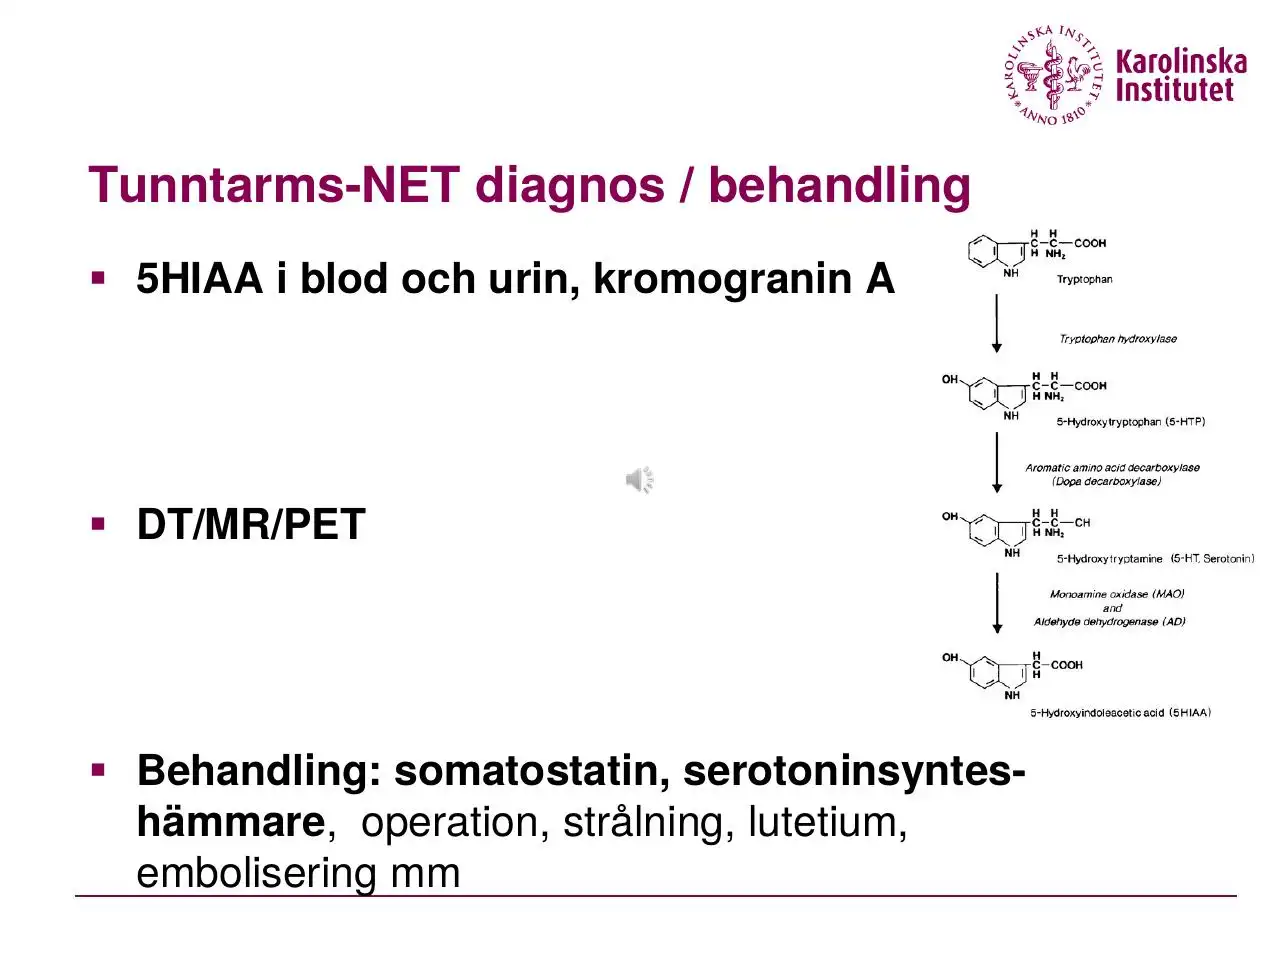 KAROLINSKA INSTITUTET
ANNO 1810
Karolinska
Institutet
Tunntarms-NET diagnos / behandling
5HIAA i blod och urin, kromogranin A
DT/MR/PET
Behandling: somatostatin, serotoninsyntes-
hämmare, operation, strålning, lutetium,
embolisering mm
H H
C-C-COOH
H NH₂
NH
Tryptophan
Tryptophan hydroxylase
OH
H H
C-C-COOH
H NH₂
NH
5-Hydroxytryptophan (5-HTP)
Aromatic amino acid decarboxylase
(Dopa decarboxylase)
OH
H H
C-C-CH
H NH₂
NH
5-Hydroxytryptamine (5-HT, Serotonin)
Monoamine oxidase (MAO)
and
Aldehyde dehydrogenase (AD)
OH
H
C-COOH
H
NH
5-Hydroxyindoleacetic acid (5HIAA)